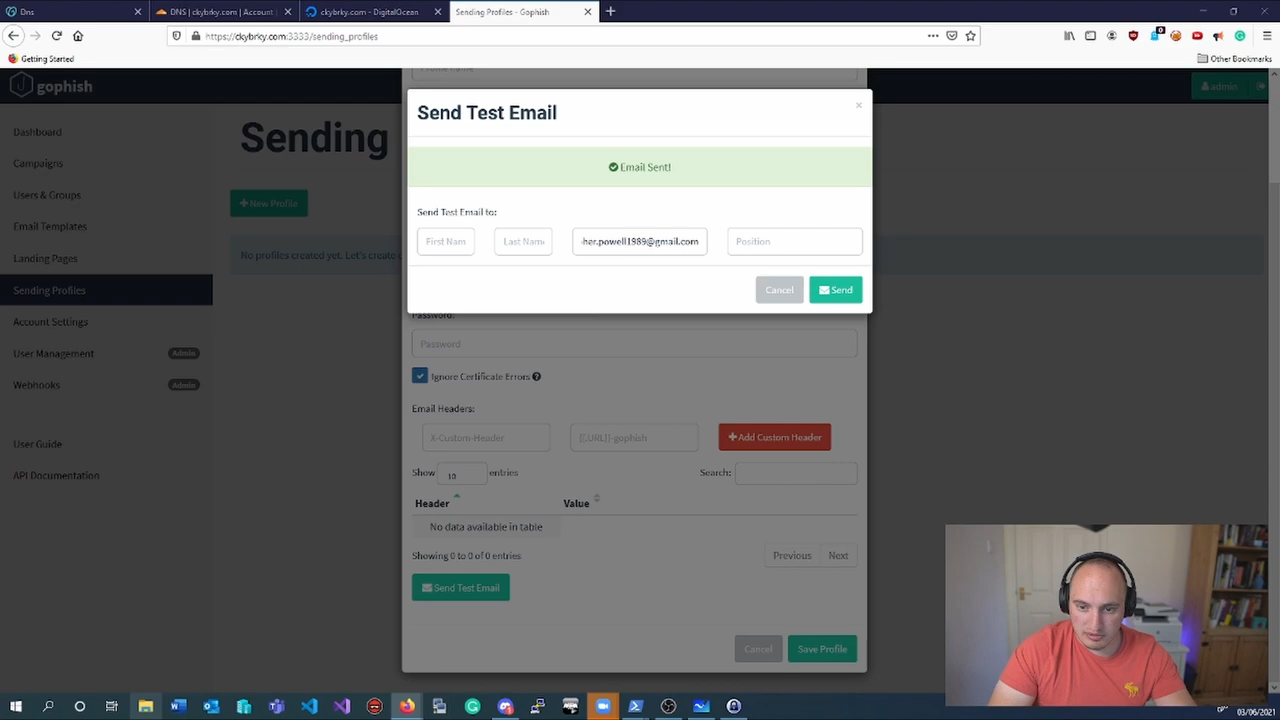 Dns
DNS | ckybrky.com | Account
ckybrky.com - DigitalOcean
Sending Profiles - Gophish
https://ckybrky.com:3333/sending_profiles
Getting Started
Other Bookmarks
gophish
admin
Dashboard
Campaigns
Users & Groups
Email Templates
Landing Pages
Sending Profiles
Account Settings
User Management Admin
Webhooks Admin
User Guide
API Documentation
Sending
New Profile
No profiles created yet. Let's create
Send Test Email
Email Sent!
Send Test Email to:
First Nam
Last Name
her.powell1989@gmail.com
Position
Cancel
Send
Password:
Password
Ignore Certificate Errors
Email Headers:
X-Custom-Header
{{.URL}}-gophish
Add Custom Header
Show 10 entries
Search:
Header
Value
No data available in table
Showing 0 to 0 of 0 entries
Previous
Next
Send Test Email
Cancel
Save Profile
03/06/2021